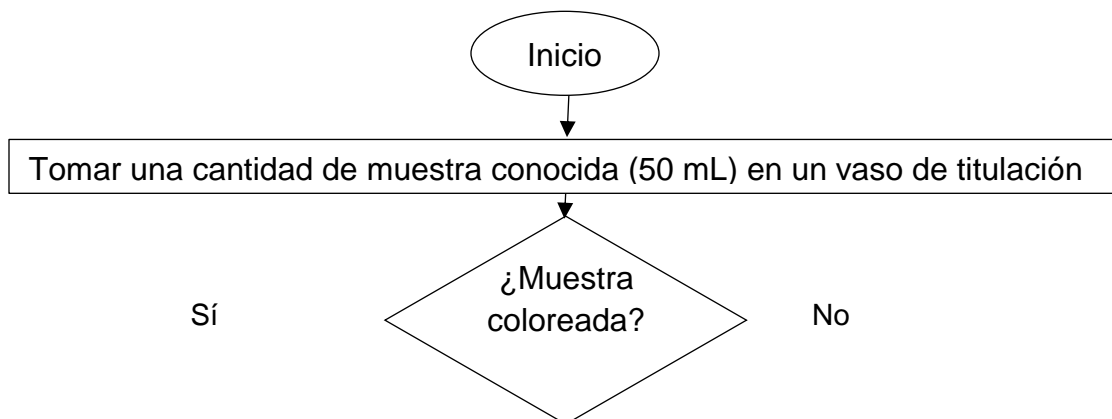 Inicio
Tomar una cantidad de muestra conocida (50 mL) en un vaso de titulación
¿Muestra
coloreada?
Sí
No